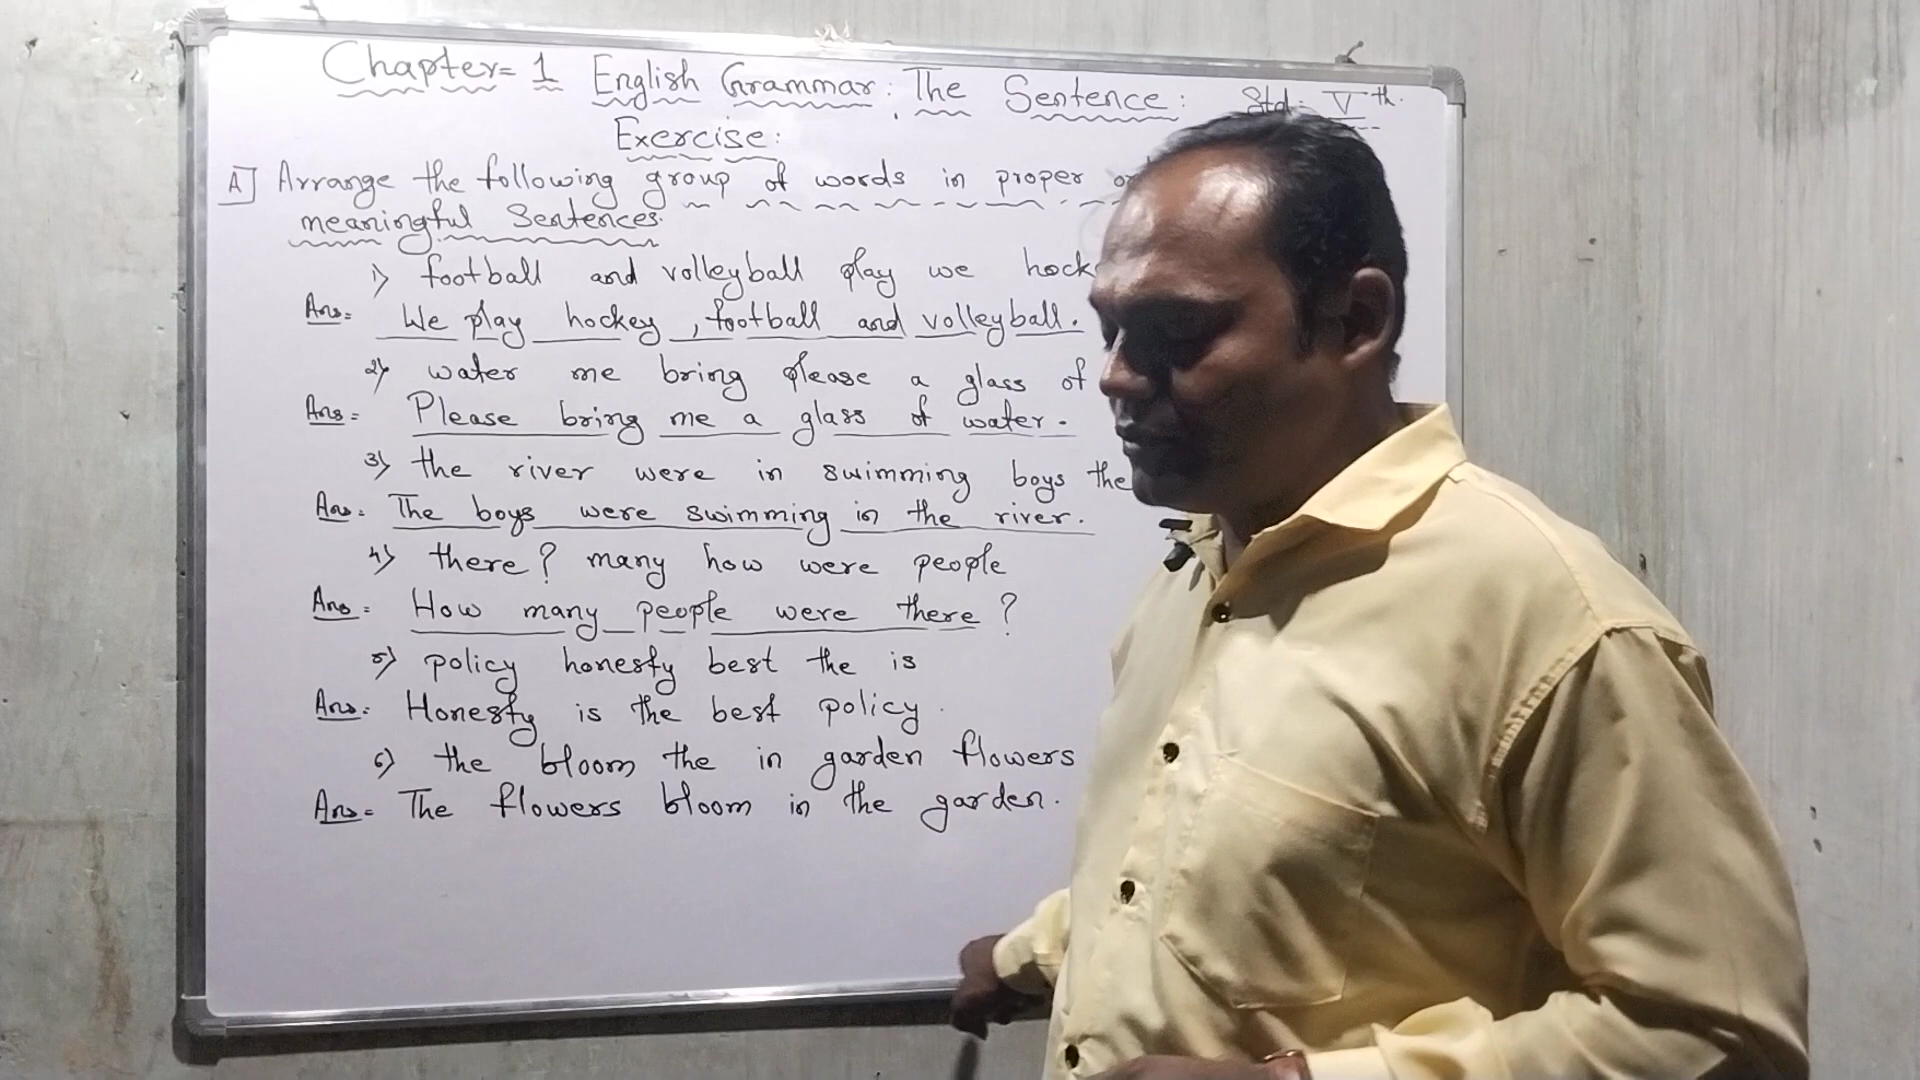 Chapter= 1 English Grammar: The Sentence: Std- Vth.
Exercise:
A] Arrange the following group of words in proper
meaningful Sentences.
1) football and volleyball play we
Ans= We play hockey, football and volleyball.
2) water me bring please a glass of
Ans= Please bring me a glass of water.
3) the river were in swimming boys the
Ans= The boys were swimming in the river.
4) there? many how were people
Ans= How many people were there?
5) policy honesty best the is
Ans= Honesty is the best policy.
6) the bloom the in garden flowers
Ans= The flowers bloom in the garden.